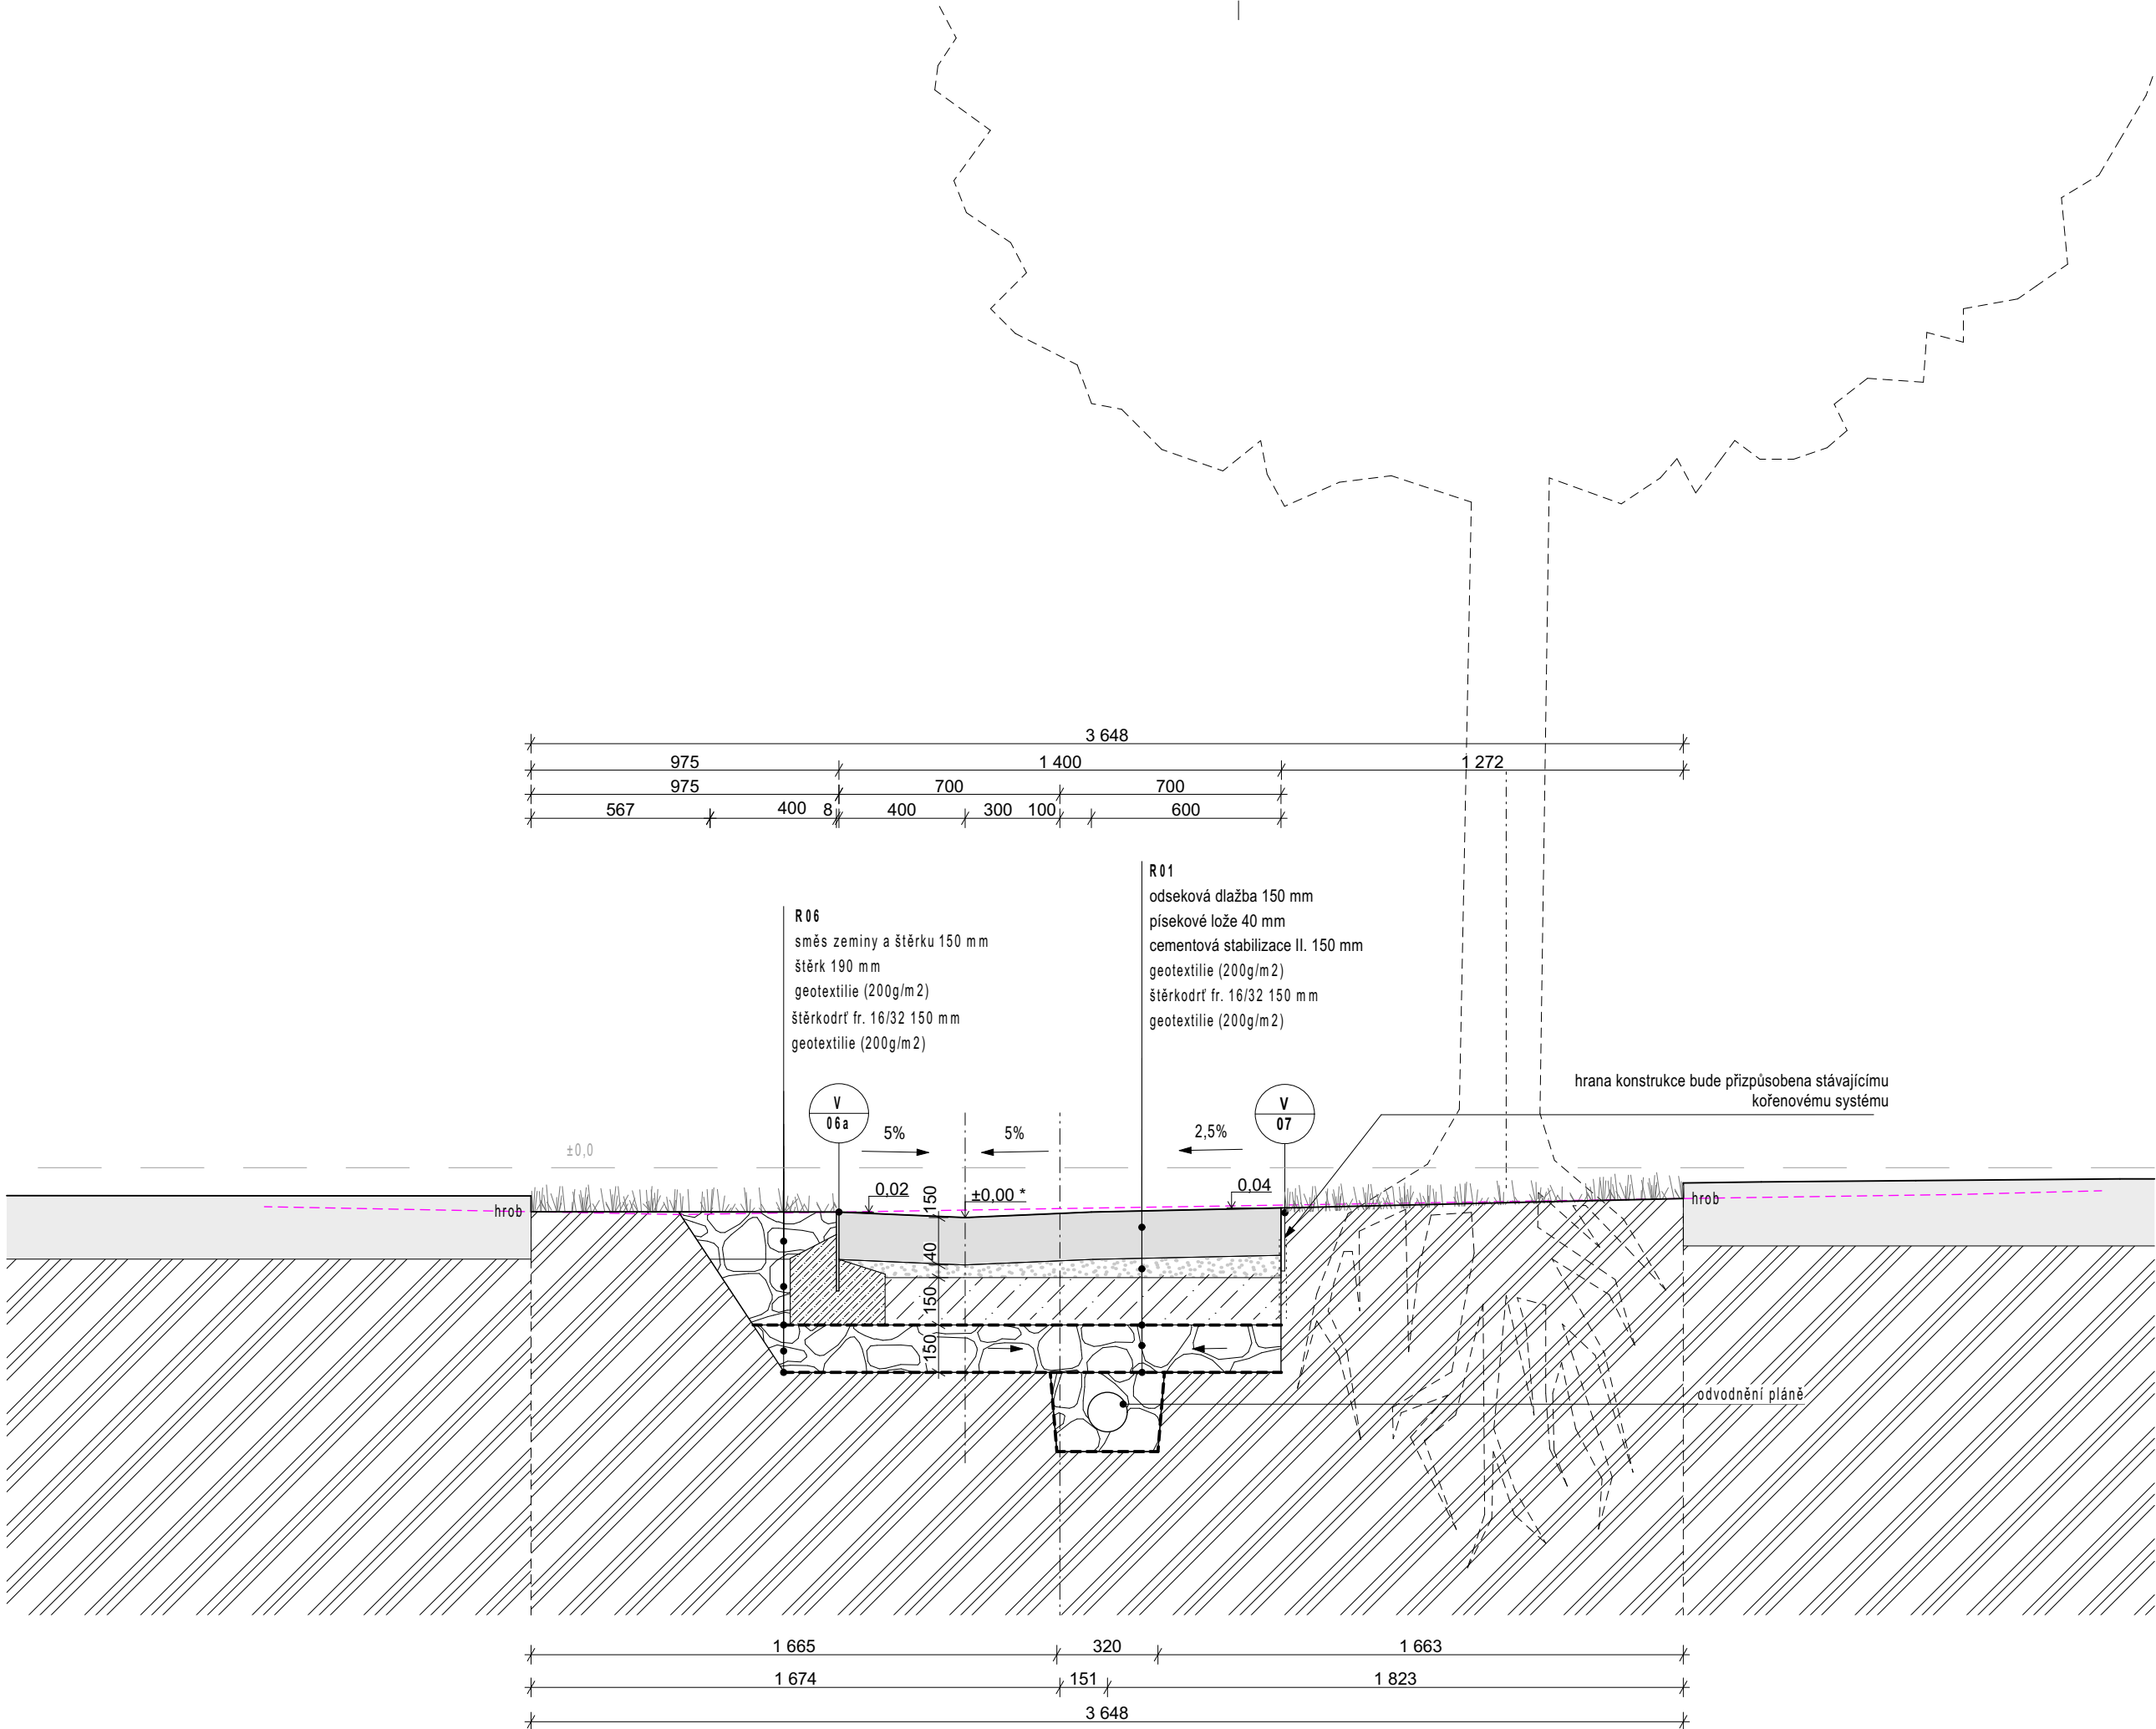 3 648
975 1 400 1 272
975 700 700
567 400 8 400 300 100 600
R01
odseková dlažba 150 mm
písekové lože 40 mm
cementová stabilizace II. 150 mm
geotextilie (200g/m2)
štěrkodrť fr. 16/32 150 mm
geotextilie (200g/m2)
R06
směs zeminy a štěrku 150 mm
štěrk 190 mm
geotextilie (200g/m2)
štěrkodrť fr. 16/32 150 mm
geotextilie (200g/m2)
hrana konstrukce bude přizpůsobena stávajícímu
kořenovému systému
V
06a
V
07
5% 5% 2,5%
±0,0
0,02 ±0,00 * 0,04
150
40
150
150
hrob
hrob
odvodnění pláně
1 665 320 1 663
1 674 151 1 823
3 648